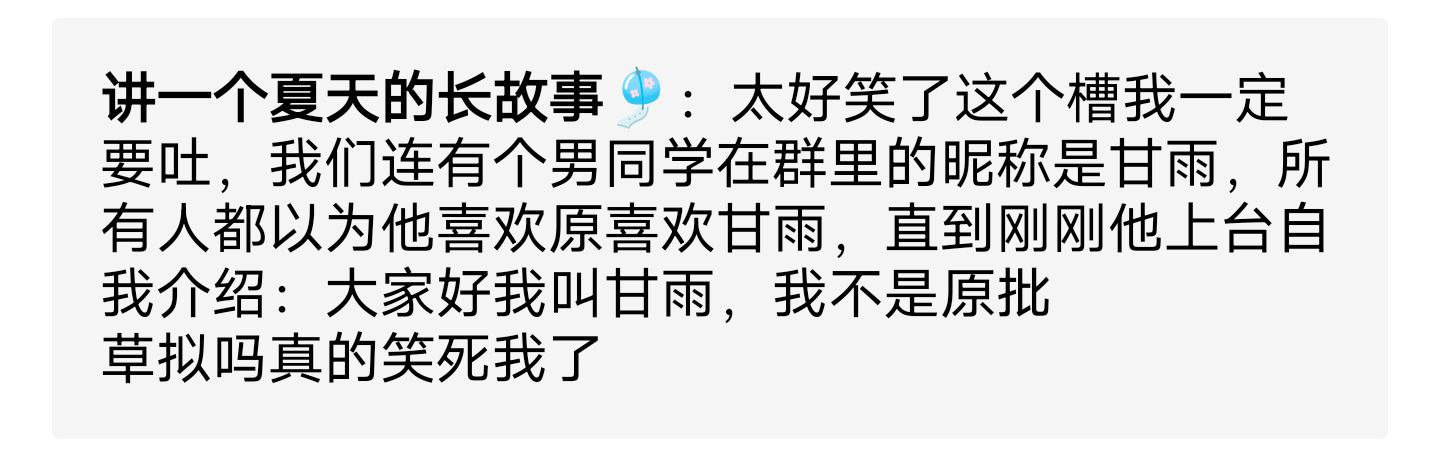 讲一个夏天的长故事🎐：太好笑了这个槽我一定
要吐，我们连有个男同学在群里的昵称是甘雨，所
有人都以为他喜欢原喜欢甘雨，直到刚刚他上台自
我介绍：大家好我叫甘雨，我不是原批
草拟吗真的笑死我了